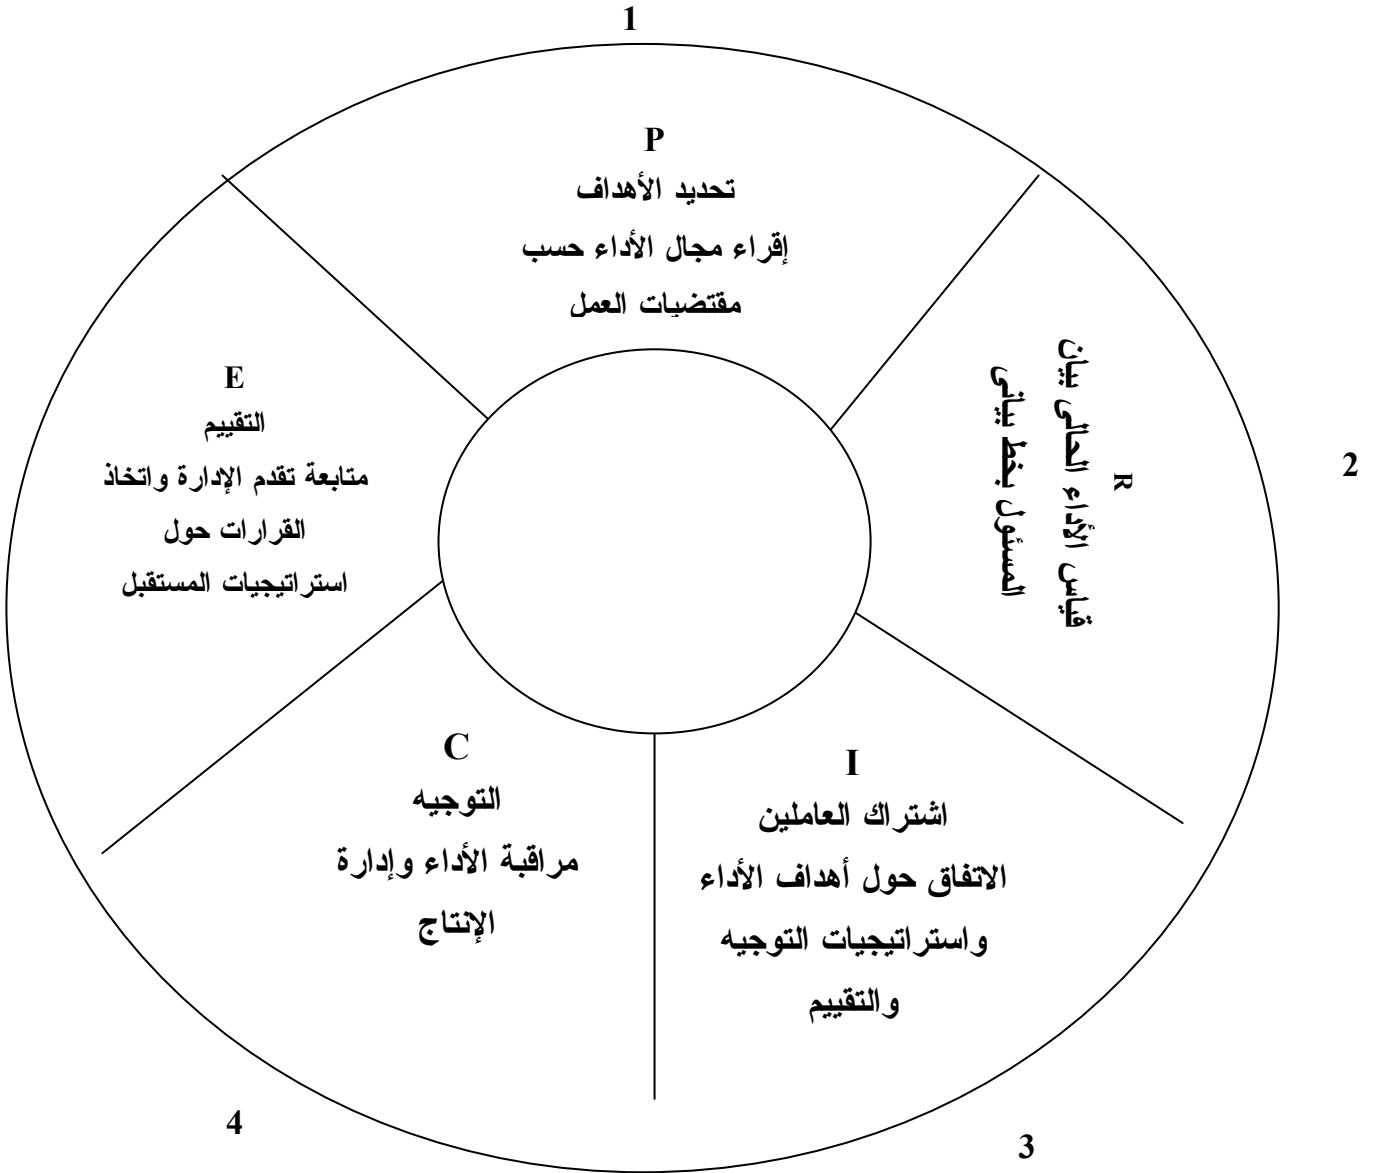 1
P
تحديد الأهداف
إقراء مجال الأداء حسب
مقتضيات العمل
2
R
قياس الأداء الحالى بيان
المسئول بخط بيانى
3
I
اشتراك العاملين
الاتفاق حول أهداف الأداء
واستراتيجيات التوجيه
والتقييم
4
C
التوجيه
مراقبة الأداء وإدارة
الإنتاج
E
التقييم
متابعة تقدم الإدارة واتخاذ
القرارات حول
استراتيجيات المستقبل